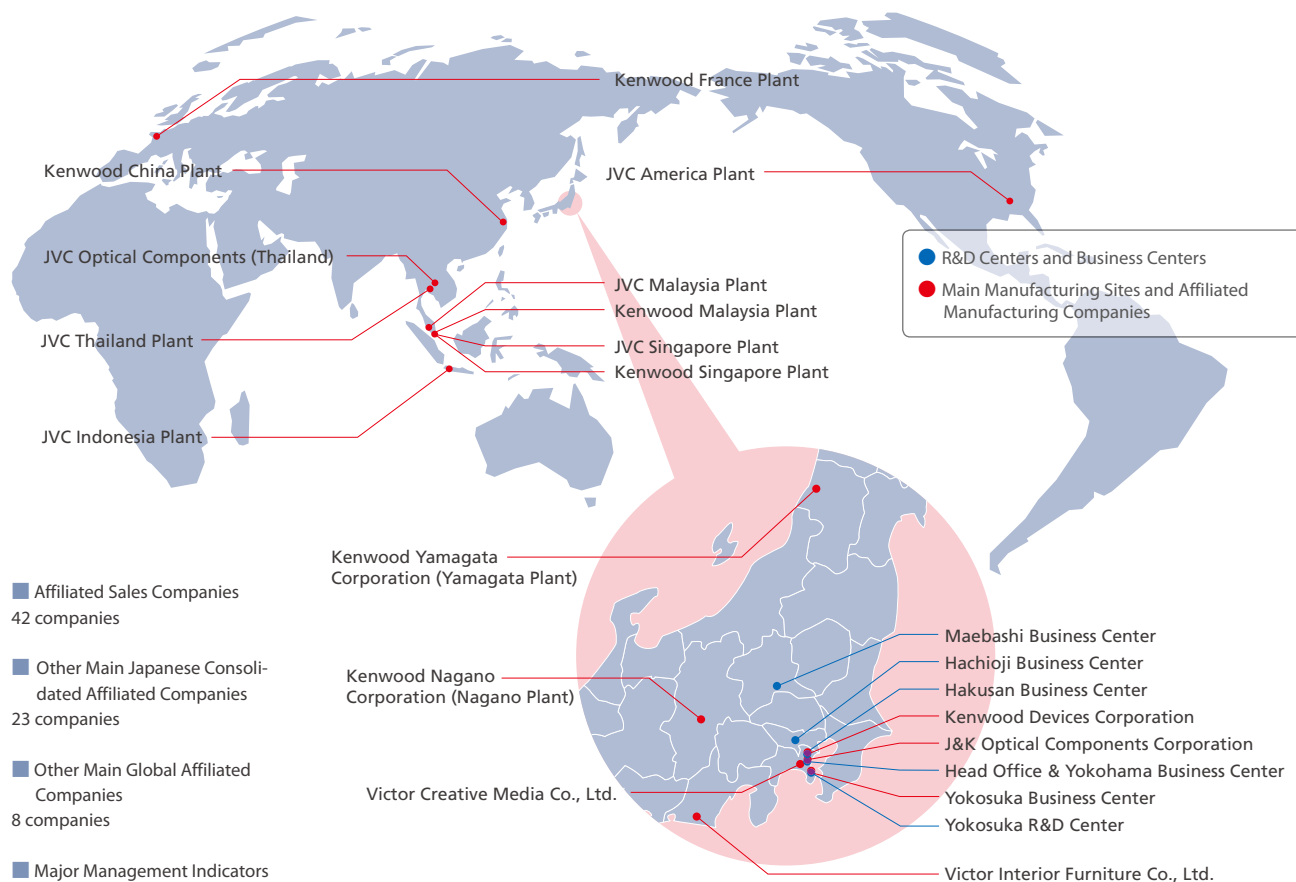 Kenwood France Plant
Kenwood China Plant
JVC America Plant
R&D Centers and Business Centers
JVC Optical Components (Thailand)
JVC Malaysia Plant
Main Manufacturing Sites and Affiliated
Manufacturing Companies
Kenwood Malaysia Plant
JVC Thailand Plant
JVC Singapore Plant
Kenwood Singapore Plant
JVC Indonesia Plant
Kenwood Yamagata
Corporation (Yamagata Plant)
Affiliated Sales Companies
42 companies
Other Main Japanese Consoli-
dated Affiliated Companies
23 companies
Other Main Global Affiliated
Companies
8 companies
Major Management Indicators
Kenwood Nagano
Corporation (Nagano Plant)
Victor Creative Media Co., Ltd.
Maebashi Business Center
Hachioji Business Center
Hakusan Business Center
Kenwood Devices Corporation
J&K Optical Components Corporation
Head Office & Yokohama Business Center
Yokosuka Business Center
Yokosuka R&D Center
Victor Interior Furniture Co., Ltd.